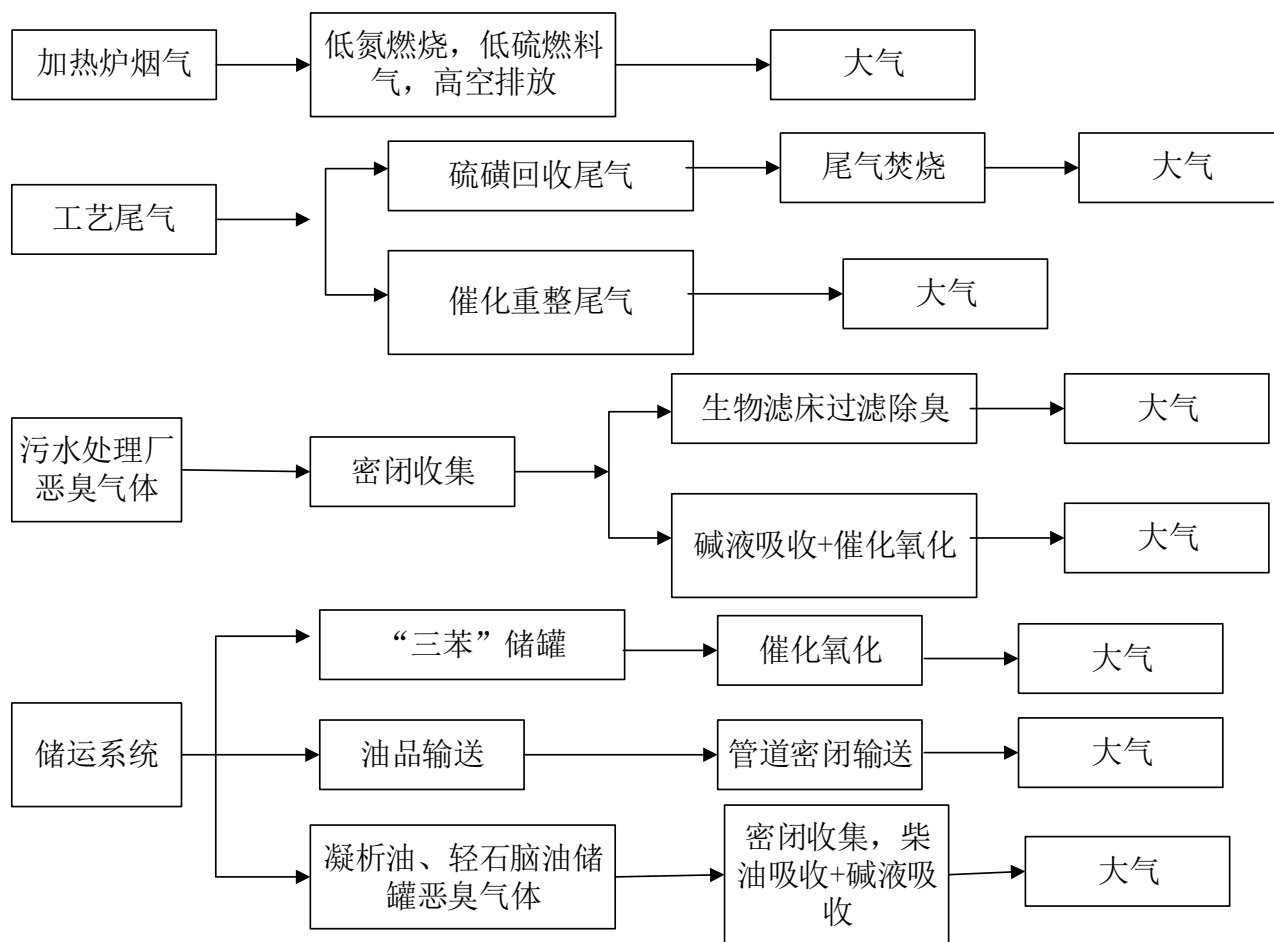 加热炉烟气
低氮燃烧，低硫燃料
气，高空排放
大气
工艺尾气
硫磺回收尾气
尾气焚烧
大气
催化重整尾气
大气
污水处理厂
恶臭气体
密闭收集
生物滤床过滤除臭
大气
碱液吸收+催化氧化
大气
储运系统
“三苯”储罐
催化氧化
大气
油品输送
管道密闭输送
大气
凝析油、轻石脑油储
罐恶臭气体
密闭收集，柴
油吸收+碱液吸
收
大气